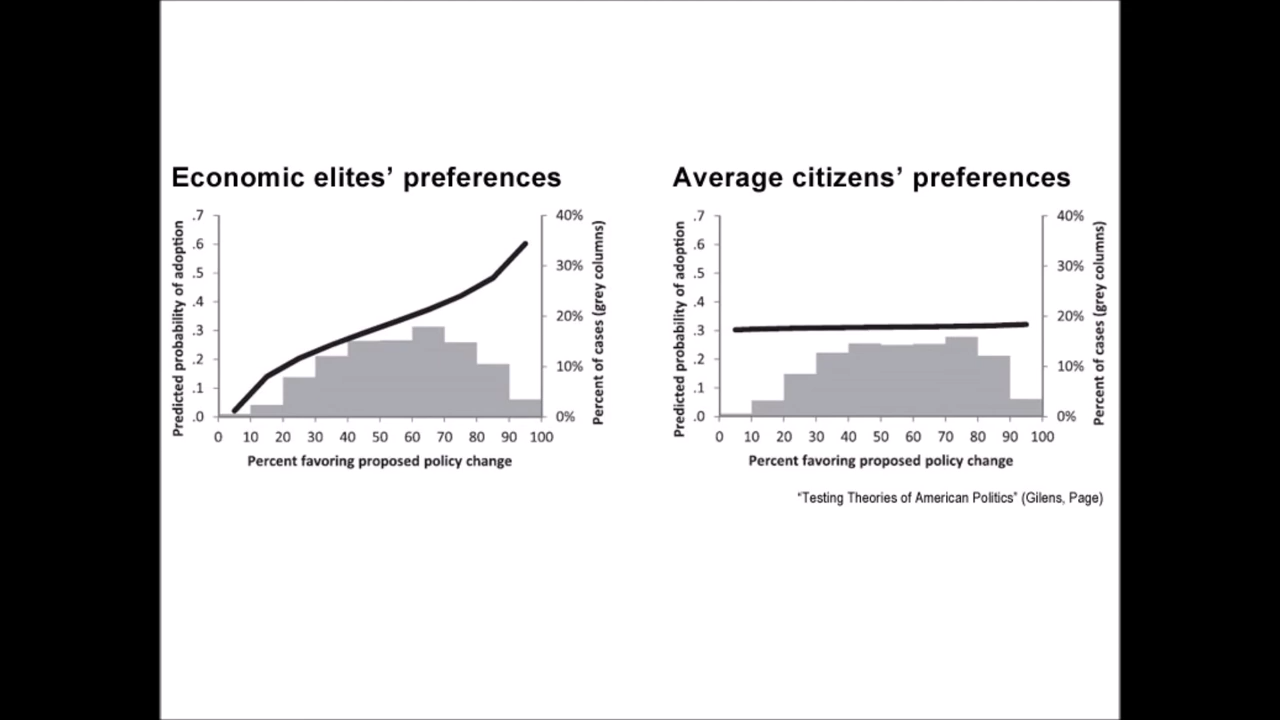 Economic elites’ preferences
Predicted probability of adoption
.7
.6
.5
.4
.3
.2
.1
.0
40%
30%
20%
10%
0%
Percent of cases (grey columns)
0 10 20 30 40 50 60 70 80 90 100
Percent favoring proposed policy change
Average citizens’ preferences
Predicted probability of adoption
.7
.6
.5
.4
.3
.2
.1
.0
40%
30%
20%
10%
0%
Percent of cases (grey columns)
0 10 20 30 40 50 60 70 80 90 100
Percent favoring proposed policy change
“Testing Theories of American Politics” (Gilens, Page)